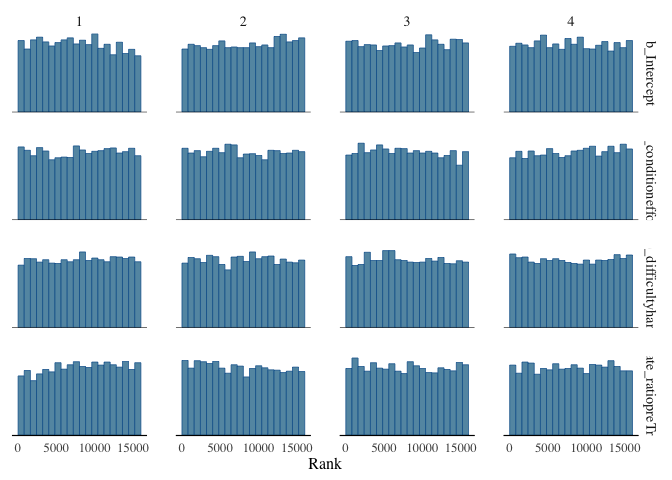 1 2 3 4
b_Intercept
_conditioneffc
_difficultyhar
ate_ratiopreTr
0 5000 10000 15000 0 5000 10000 15000 0 5000 10000 15000 0 5000 10000 15000
Rank